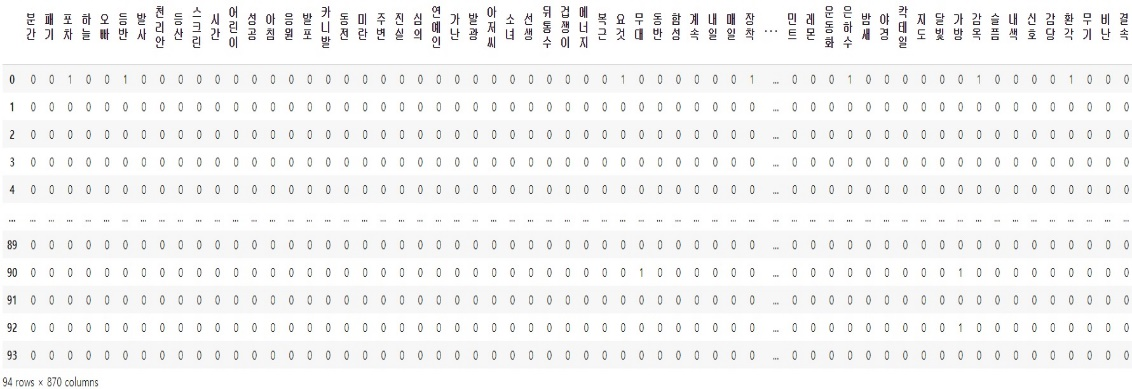 분간 폐기 포차 하늘 오빠 등반 발사 천리안 등산 스크린 시간 어린이 성공 아침 응원 발포 카니발 동전 미란 주변 진실 심의 연예인 가난 발광 아저씨 소녀 선생 뒤통수 겁쟁이 에너지 복근 요것 무대 동반 함성 계속 내일 매일 장착 ... 민트 레몬 운동화 은하수 밤새 야경 칵테일 지도 달빛 가방 감옥 슬픔 내색 신호 감당 환각 무기 비난 결속
0 0 0 1 0 0 1 0 0 0 0 0 0 0 0 0 0 0 0 0 0 0 0 0 0 0 0 0 0 0 0 0 0 1 0 0 0 0 0 0 1 ... 0 0 0 1 0 0 0 0 0 0 1 0 0 0 0 1 0 0 0
1 0 0 0 0 0 0 0 0 0 0 0 0 0 0 0 0 0 0 0 0 0 0 0 0 0 0 0 0 0 0 0 0 0 0 0 0 0 0 0 0 ... 0 0 0 0 0 0 0 0 0 0 0 0 0 0 0 0 0 0 0
2 0 0 0 0 0 0 0 0 0 0 0 0 0 0 0 0 0 0 0 0 0 0 0 0 0 0 0 0 0 0 0 0 0 0 0 0 0 0 0 0 ... 0 0 0 0 0 0 0 0 0 0 0 0 0 0 0 0 0 0 0
3 0 0 0 0 0 0 0 0 0 0 0 0 0 0 0 0 0 0 0 0 0 0 0 0 0 0 0 0 0 0 0 0 0 0 0 0 0 0 0 0 ... 0 0 0 0 0 0 0 0 0 0 0 0 0 0 0 0 0 0 0
4 0 0 0 0 0 0 0 0 0 0 0 0 0 0 0 0 0 0 0 0 0 0 0 0 0 0 0 0 0 0 0 0 0 0 0 0 0 0 0 0 ... 0 0 0 0 0 0 0 0 0 0 0 0 0 0 0 0 0 0 0
... ... ... ... ... ... ... ... ... ... ... ... ... ... ... ... ... ... ... ... ... ... ... ... ... ... ... ... ... ... ... ... ... ... ... ... ... ... ... ... ... ... ... ... ... ... ... ... ... ... ... ... ... ... ... ... ... ... ... ... ...
89 0 0 0 0 0 0 0 0 0 0 0 0 0 0 0 0 0 0 0 0 0 0 0 0 0 0 0 0 0 0 0 0 0 0 0 0 0 0 0 0 ... 0 0 0 0 0 0 0 0 0 0 0 0 0 0 0 0 0 0 0
90 0 0 0 0 0 0 0 0 0 0 0 0 0 0 0 0 0 0 0 0 0 0 0 0 0 0 0 0 0 0 0 0 0 1 0 0 0 0 0 0 ... 0 0 0 0 0 0 0 0 0 1 0 0 0 0 0 0 0 0 0
91 0 0 0 0 0 0 0 0 0 0 0 0 0 0 0 0 0 0 0 0 0 0 0 0 0 0 0 0 0 0 0 0 0 0 0 0 0 0 0 0 ... 0 0 0 0 0 0 0 0 0 0 0 0 0 0 0 0 0 0 0
92 0 0 0 0 0 0 0 0 0 0 0 0 0 0 0 0 0 0 0 0 0 0 0 0 0 0 0 0 0 0 0 0 0 0 0 0 0 0 0 0 ... 0 0 0 0 0 0 0 0 0 1 0 0 0 0 0 0 0 0 0
93 0 0 0 0 0 0 0 0 0 0 0 0 0 0 0 0 0 0 0 0 0 0 0 0 0 0 0 0 0 0 0 0 0 0 0 0 0 0 0 0 ... 0 0 0 0 0 0 0 0 0 0 0 0 0 0 0 0 0 0 0
94 rows × 870 columns